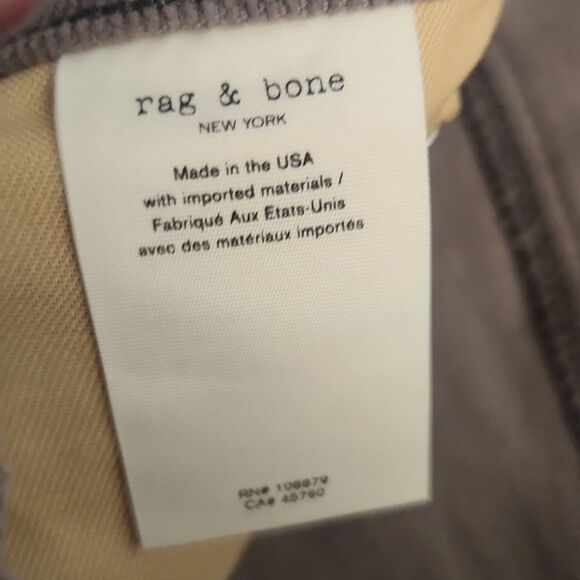 rag & bone
NEW YORK
Made in the USA
with imported materials /
Fabriqué Aux Etats-Unis
avec des matériaux importés
RN# 108879
CA# 45760